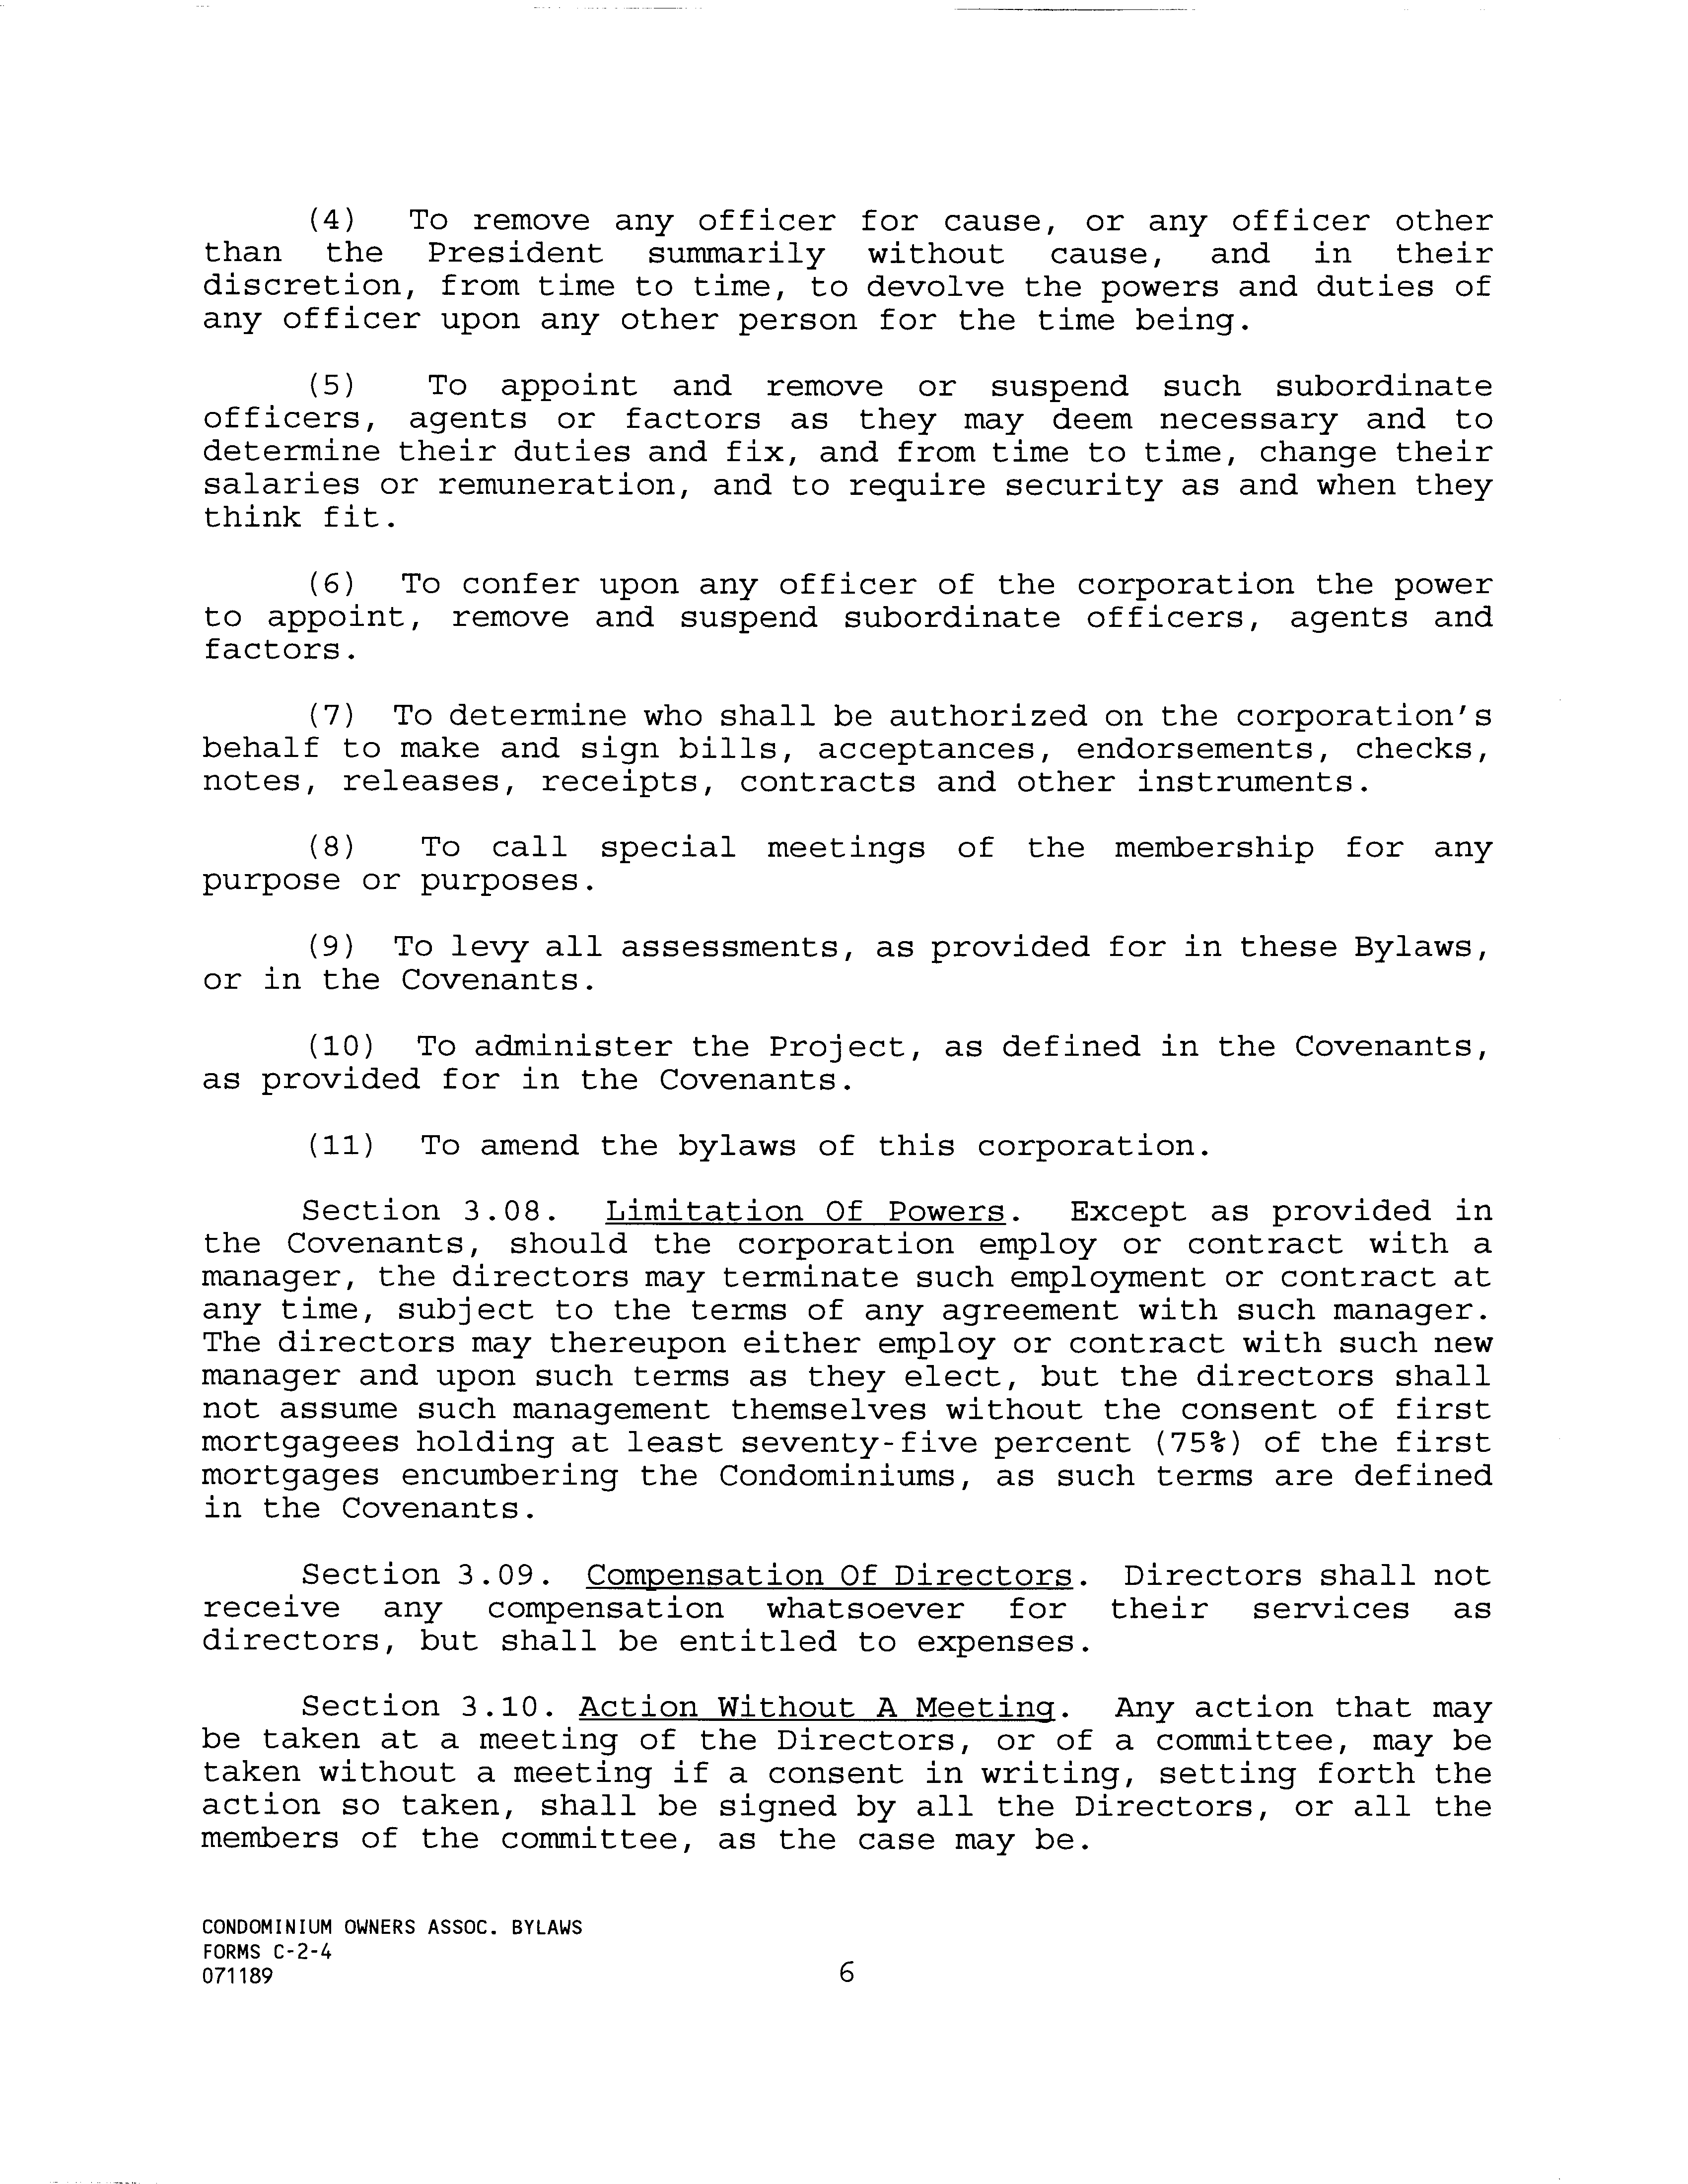 (4) To remove any officer for cause, or any officer other
than the President summarily without cause, and in their
discretion, from time to time, to devolve the powers and duties of
any officer upon any other person for the time being.
(5) To appoint and remove or suspend such subordinate
officers, agents or factors as they may deem necessary and to
determine their duties and fix, and from time to time, change their
salaries or remuneration, and to require security as and when they
think fit.
(6) To confer upon any officer of the corporation the power
to appoint, remove and suspend subordinate officers, agents and
factors.
(7) To determine who shall be authorized on the corporation's
behalf to make and sign bills, acceptances, endorsements, checks,
notes, releases, receipts, contracts and other instruments.
(8) To call special meetings of the membership for any
purpose or purposes.
(9) To levy all assessments, as provided for in these Bylaws,
or in the Covenants.
(10) To administer the Project, as defined in the Covenants,
as provided for in the Covenants.
(11) To amend the bylaws of this corporation.
Section 3.08. Limitation Of Powers. Except as provided in
the Covenants, should the corporation employ or contract with a
manager, the directors may terminate such employment or contract at
any time, subject to the terms of any agreement with such manager.
The directors may thereupon either employ or contract with such new
manager and upon such terms as they elect, but the directors shall
not assume such management themselves without the consent of first
mortgagees holding at least seventy-five percent (75%) of the first
mortgages encumbering the Condominiums, as such terms are defined
in the Covenants.
Section 3.09. Compensation Of Directors. Directors shall not
receive any compensation whatsoever for their services as
directors, but shall be entitled to expenses.
Section 3.10. Action Without A Meeting. Any action that may
be taken at a meeting of the Directors, or of a committee, may be
taken without a meeting if a consent in writing, setting forth the
action so taken, shall be signed by all the Directors, or all the
members of the committee, as the case may be.
CONDOMINIUM OWNERS ASSOC. BYLAWS
FORMS C-2-4
071189
6